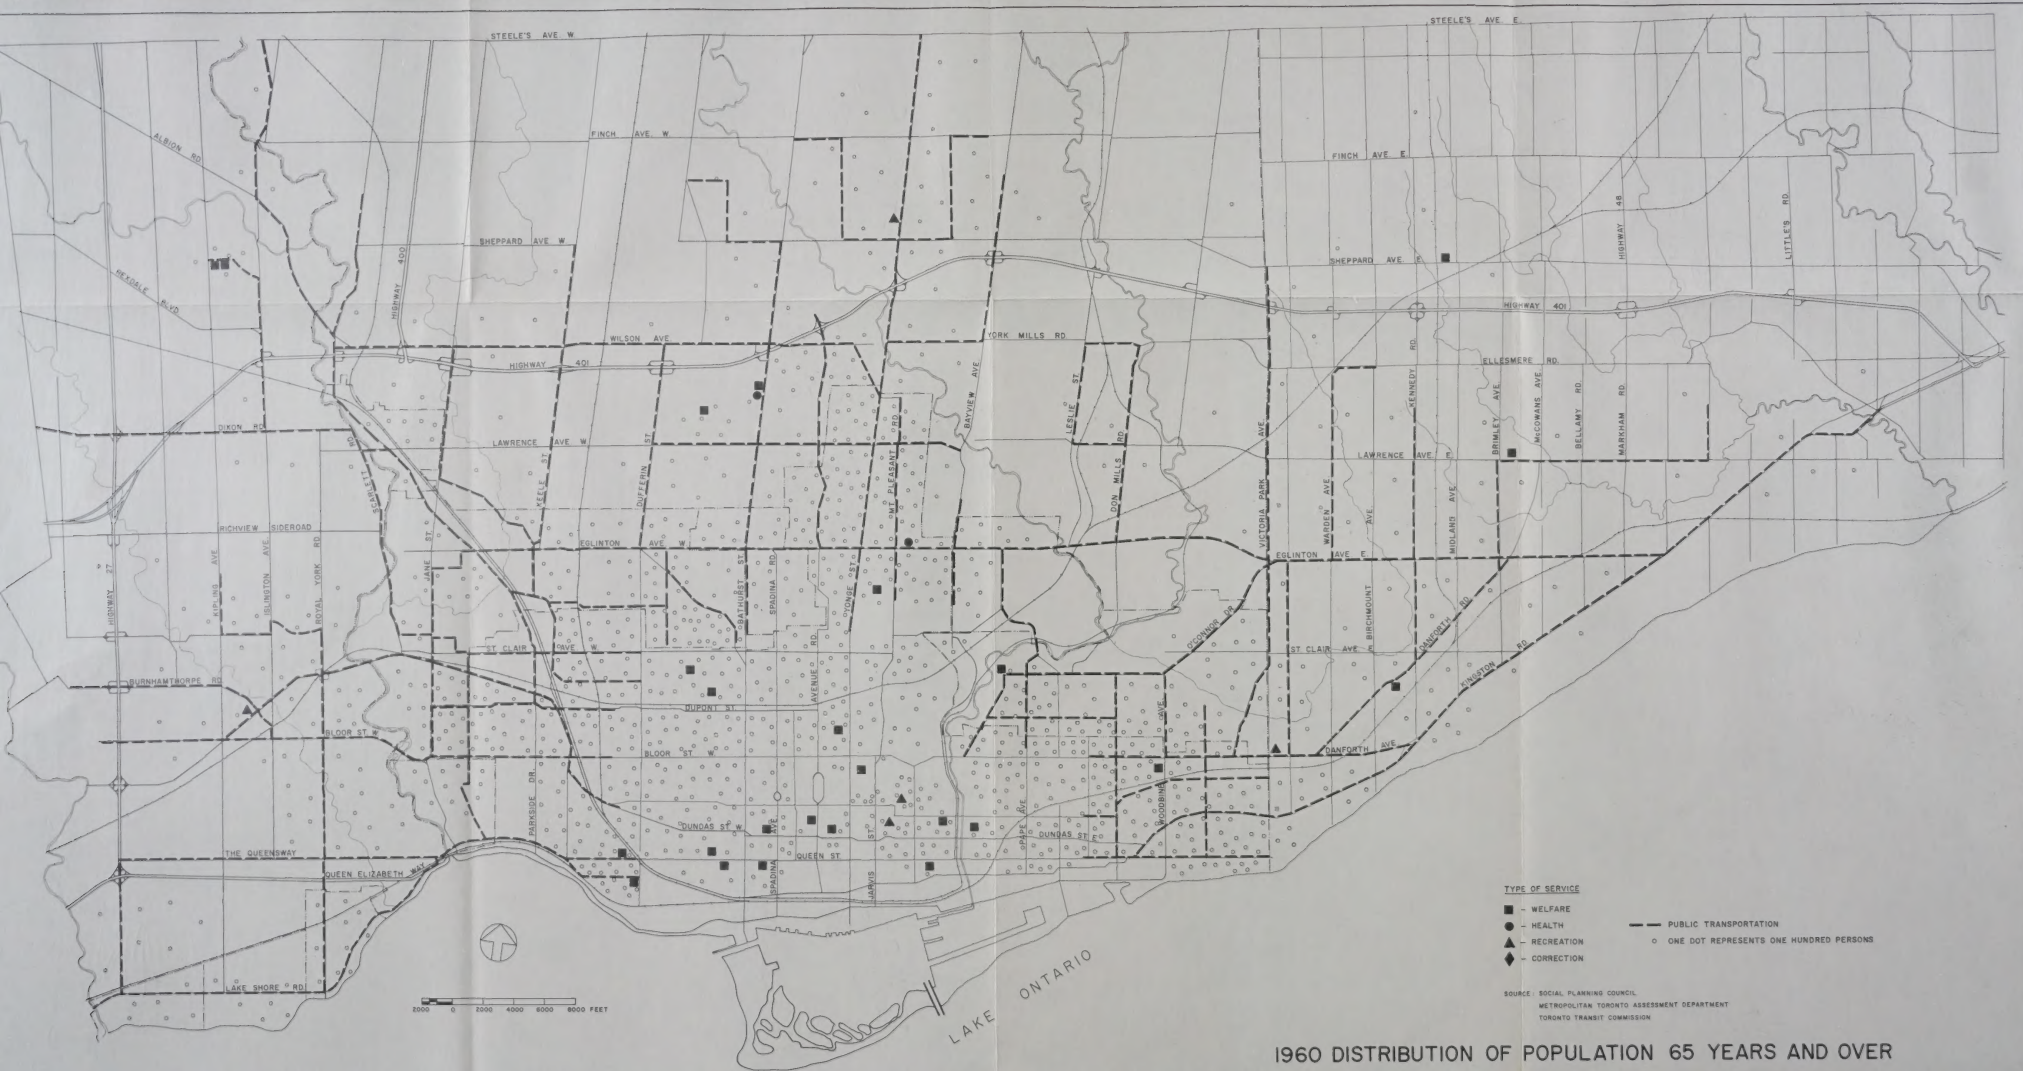 STEELE'S AVE W.
STEELE'S AVE E.
FINCH AVE. W.
FINCH AVE E.
ALBION RD.
SHEPPARD AVE W.
SHEPPARD AVE E.
HIGHWAY 400
HIGHWAY 48
LITTLE'S RD
REXDALE BLVD
HIGHWAY 401
WILSON AVE.
YORK MILLS RD
HIGHWAY 401
ELLESMERE RD.
DIXON RD.
SCARLETT RD.
LAWRENCE AVE W.
LAWRENCE AVE E.
KEELE ST
DUFFERIN ST
MT PLEASANT RD
BAYVIEW AVE
LESLIE ST
DON MILLS RD
VICTORIA PARK AVE
WARDEN AVE
KENNEDY RD.
MIDLAND AVE
BRIMLEY AVE
McCOWANS AVE
BELLAMY RD
MARKHAM RD.
RICHVIEW SIDEROAD
EGLINTON AVE W.
EGLINTON AVE E.
HIGHWAY 27
KIPLING AVE
ISLINGTON AVE.
ROYAL YORK RD
JANE ST
BATHURST ST
SPADINA RD.
YONGE ST.
AVENUE RD
O'CONNOR DR
BIRCHMOUNT AVE
DANFORTH RD
KINGSTON RD
ST CLAIR AVE W.
ST CLAIR AVE E.
BURNHAMTHORPE RD
DUPONT ST
BLOOR ST W.
BLOOR ST W.
DANFORTH AVE
PARKSIDE DR.
WOODBINE AVE
PAPE AVE
DUNDAS ST W.
DUNDAS ST E.
SPADINA AVE.
JARVIS ST
QUEEN ST.
THE QUEENSWAY
QUEEN ELIZABETH WAY
LAKE SHORE RD.
2000 0 2000 4000 6000 8000 FEET
LAKE ONTARIO
TYPE OF SERVICE
- WELFARE
- HEALTH
- RECREATION
- CORRECTION
PUBLIC TRANSPORTATION
ONE DOT REPRESENTS ONE HUNDRED PERSONS
SOURCE: SOCIAL PLANNING COUNCIL
METROPOLITAN TORONTO ASSESSMENT DEPARTMENT
TORONTO TRANSIT COMMISSION
1960 DISTRIBUTION OF POPULATION 65 YEARS AND OVER